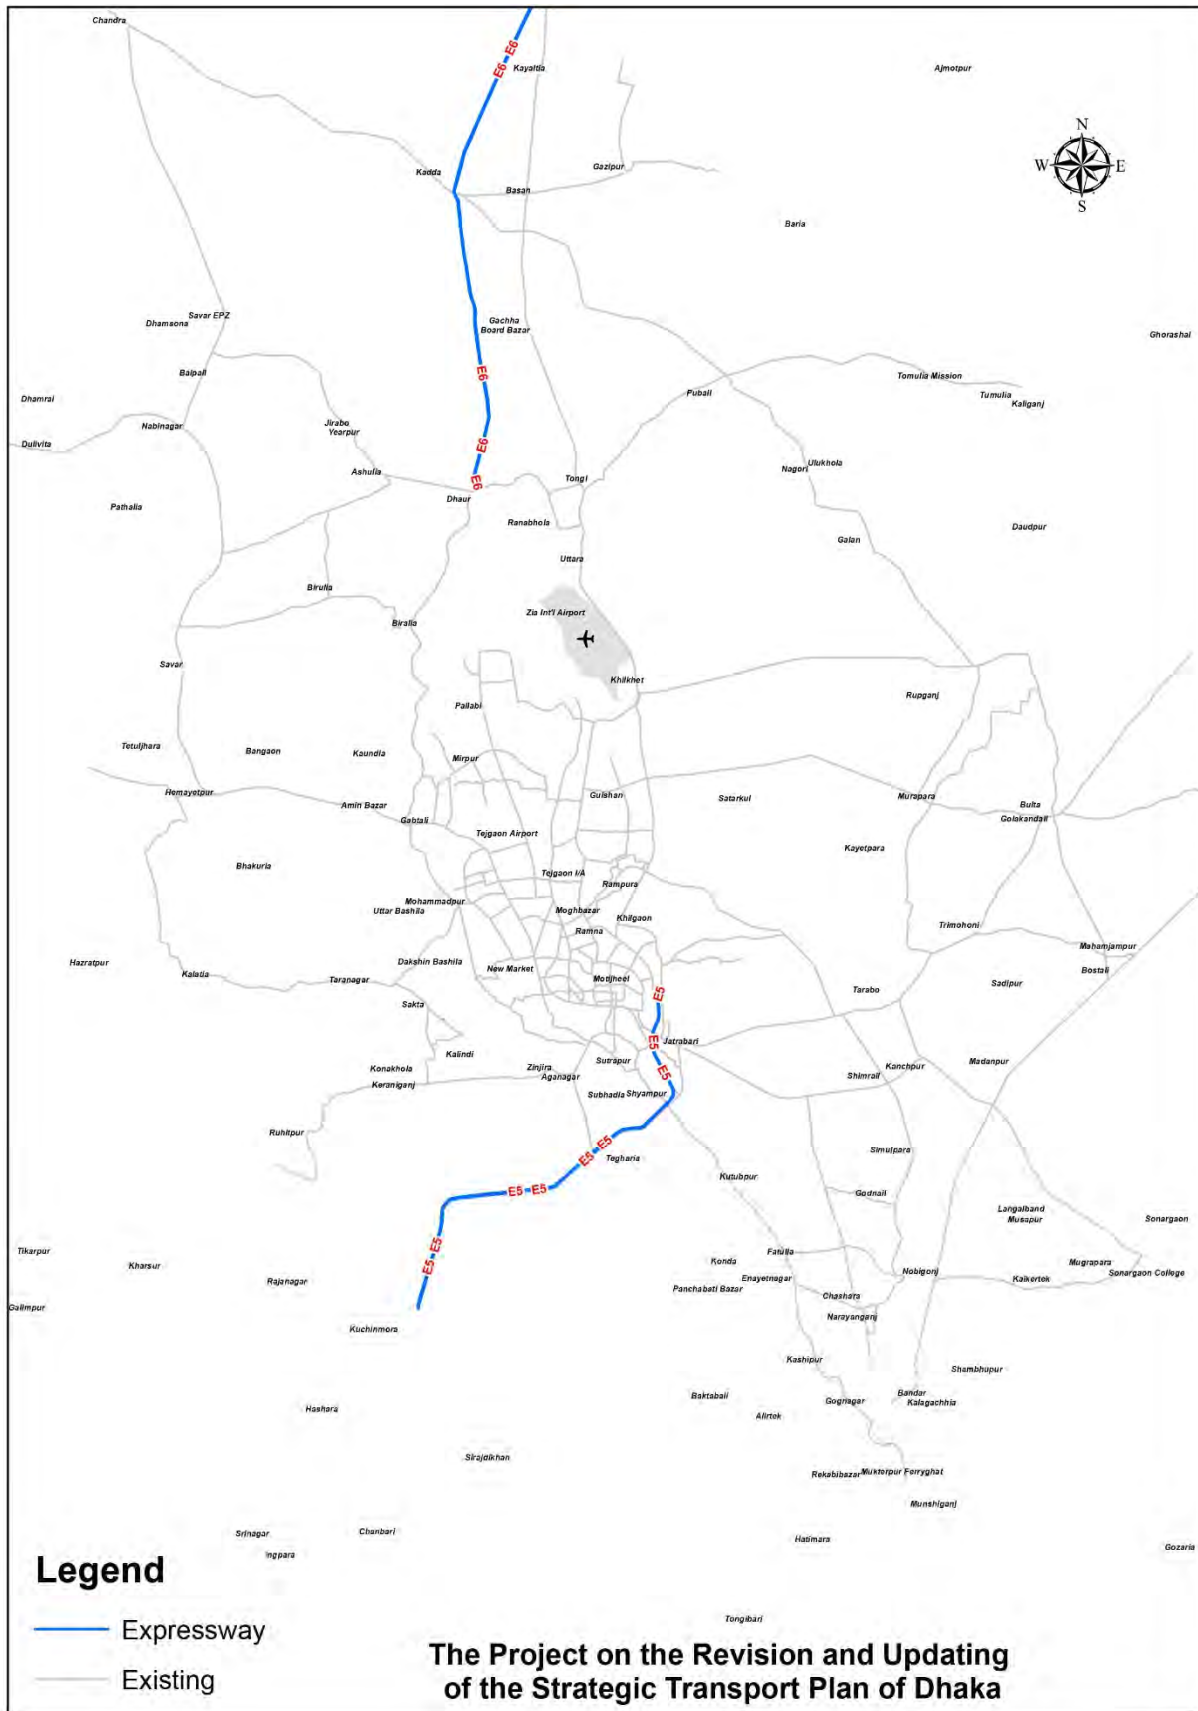 Chandra
E6
E6
Kayaltia
Ajmotpur
N
W
E
S
Kadda
Gazipur
Basan
Baria
Savar EPZ
Dhamsona
Gachha
Board Bazar
Ghorashal
Baipail
E6
Tomulia Mission
Dhamrai
Puball
Tumulia
Kaliganj
Nabinagar
Jirabo
Yearpur
Dulivita
E6
Ashulia
Tongi
Nagori
Ulukhola
E6
Dhaur
Pathalia
Ranabhola
Daudpur
Galan
Uttara
Birulia
Zia Int'l Airport
Biralia
Savar
Khilkhet
Rupganj
Pallabi
Tetuljhara
Bangaon
Kaundia
Mirpur
Hemayetpur
Amin Bazar
Gulshan
Satarkul
Murapara
Bulta
Golakandail
Gabtali
Tejgaon Airport
Kayetpara
Bhakuria
Tejgaon I/A
Rampura
Mohammadpur
Uttar Bashila
Moghbazar
Khilgaon
Ramna
Trimohoni
Mahamjampur
Hazratpur
Dakshin Bashila
New Market
Bostali
Kalatia
Taranagar
Motijheel
Sadipur
Tarabo
E5
Sakta
E5
Jatrabari
Kalindi
Sutrapur
Madanpur
Konakhola
Zinjira
Aganagar
E5
Kanchpur
Shimrail
Keraniganj
Subhadia
Shyampur
Ruhitpur
E5
E5
Tegharia
Simulpara
Kutubpur
E5
E5
Godnail
Langalband
Musapur
Sonargaon
E5
E5
Tikarpur
Kharsur
Fatulla
Konda
Mugrapara
Sonargaon College
Rajanagar
Enayetnagar
Nobigonj
Kaikertek
Panchabati Bazar
Chashara
Galimpur
Narayanganj
Kuchinmora
Kashipur
Shambhupur
Baktabali
Bandar
Kalagachhia
Gognagar
Hashara
Alirtek
Sirajdikhan
Rekabibazar
Mukterpur Ferryghat
Munshiganj
Srinagar
Chanbari
Hatimara
Gozaria
ingpara
Legend
Expressway
Existing
Tongibari
The Project on the Revision and Updating
of the Strategic Transport Plan of Dhaka